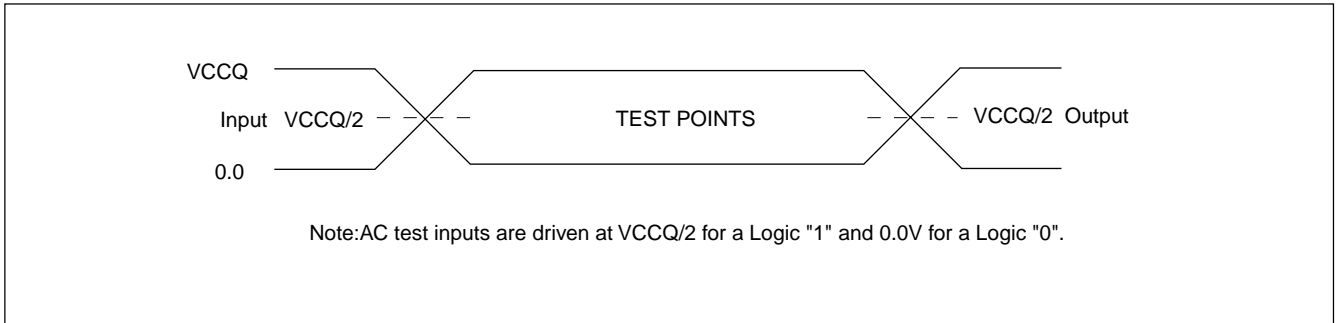 VCCQ
Input VCCQ/2 TEST POINTS VCCQ/2 Output
0.0
Note:AC test inputs are driven at VCCQ/2 for a Logic "1" and 0.0V for a Logic "0".